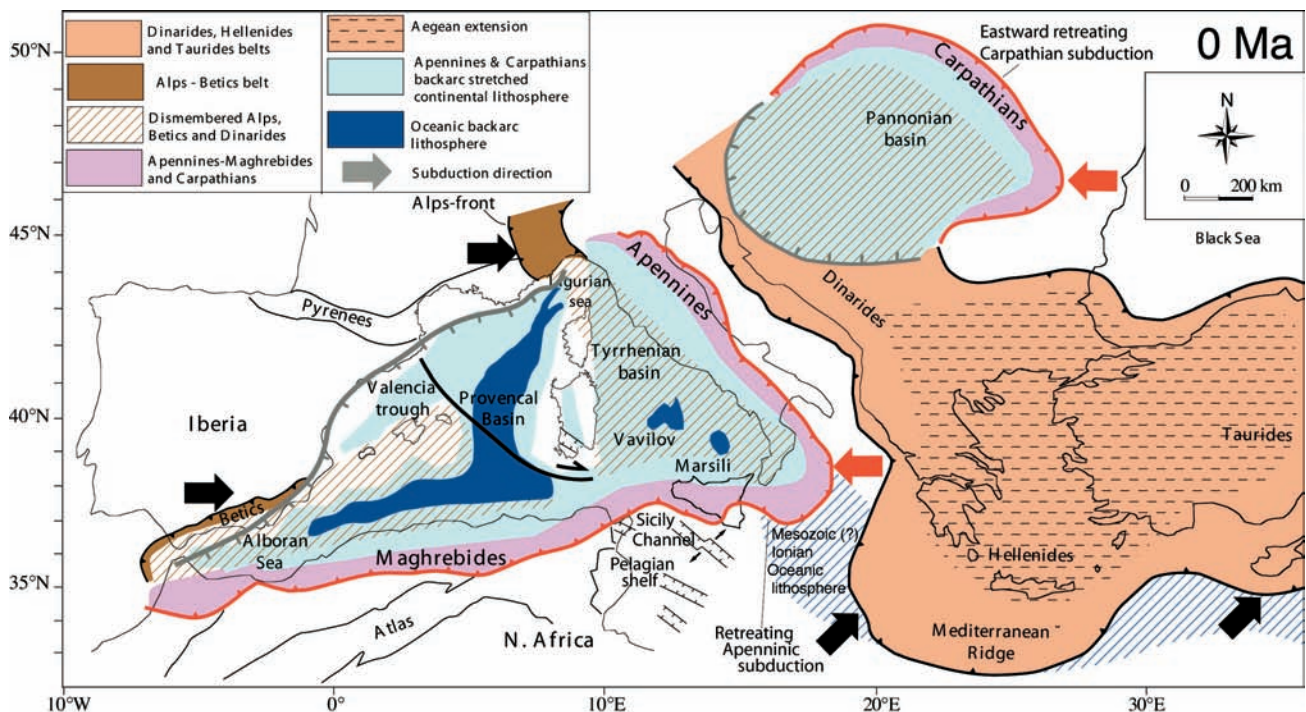 Dinarides, Hellenides
and Taurides belts
Alps - Betics belt
Dismembered Alps,
Betics and Dinarides
Apennines-Maghrebides
and Carpathians
Aegean extension
Apennines & Carpathians
backarc stretched
continental lithosphere
Oceanic backarc
lithosphere
Subduction direction
Eastward retreating
Carpathian subduction
0 Ma
N
0 200 km
50°N
45°N
40°N
35°N
10°W
0°
10°E
20°E
30°E
Carpathians
Pannonian
basin
Alps-front
Black Sea
Apennines
Dinarides
gurian
sea
Pyrenees
Tyrrhenian
basin
Valencia
trough
Provencal
Basin
Iberia
Vavilov
Marsili
Taurides
Betics
Alboran
Sea
Maghrebides
Sicily
Channel
Pelagian
shelf
Mesozoic (?)
Ionian
Oceanic
lithosphere
Hellenides
Atlas
N. Africa
Retreating
Apenninic
subduction
Mediterranean
Ridge